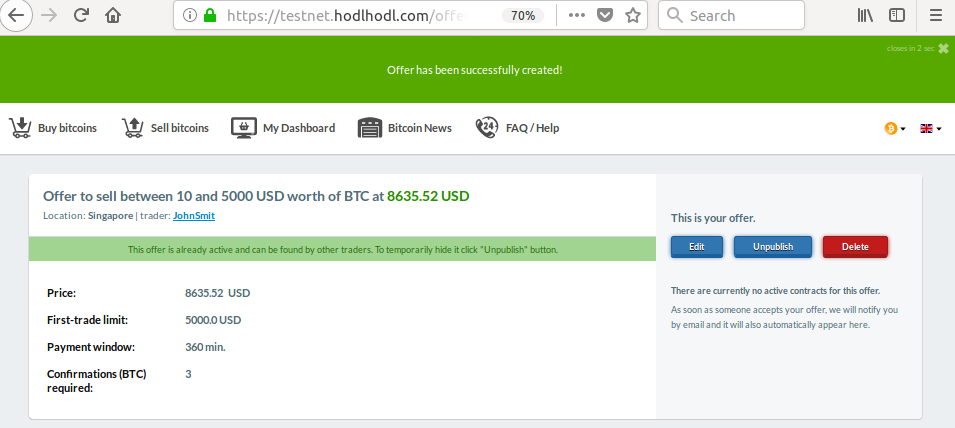 https://testnet.hodlhodl.com/offe
70%
Search
closes in 2 sec
Offer has been successfully created!
Buy bitcoins
Sell bitcoins
24
My Dashboard
Bitcoin News
FAQ / Help
Offer to sell between 10 and 5000 USD worth of BTC at 8635.52 USD
Location: Singapore | trader: JohnSmit
This offer is already active and can be found by other traders. To temporarily hide it click "Unpublish" button.
Price: 8635.52 USD
First-trade limit: 5000.0 USD
Payment window: 360 min.
Confirmations (BTC) 3
required:
This is your offer.
Edit Unpublish Delete
There are currently no active contracts for this offer.
As soon as someone accepts your offer, we will notify you
by email and it will also automatically appear here.